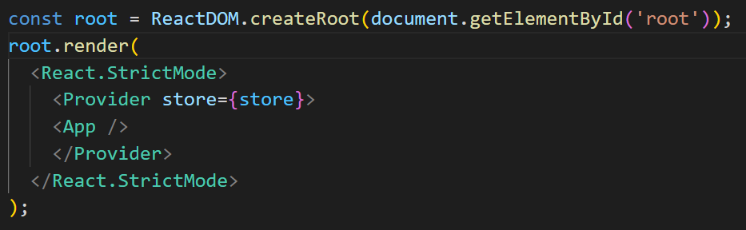 const root = ReactDOM.createRoot(document.getElementById('root'));
root.render(
  <React.StrictMode>
    <Provider store={store}>
    <App />
    </Provider>
  </React.StrictMode>
);